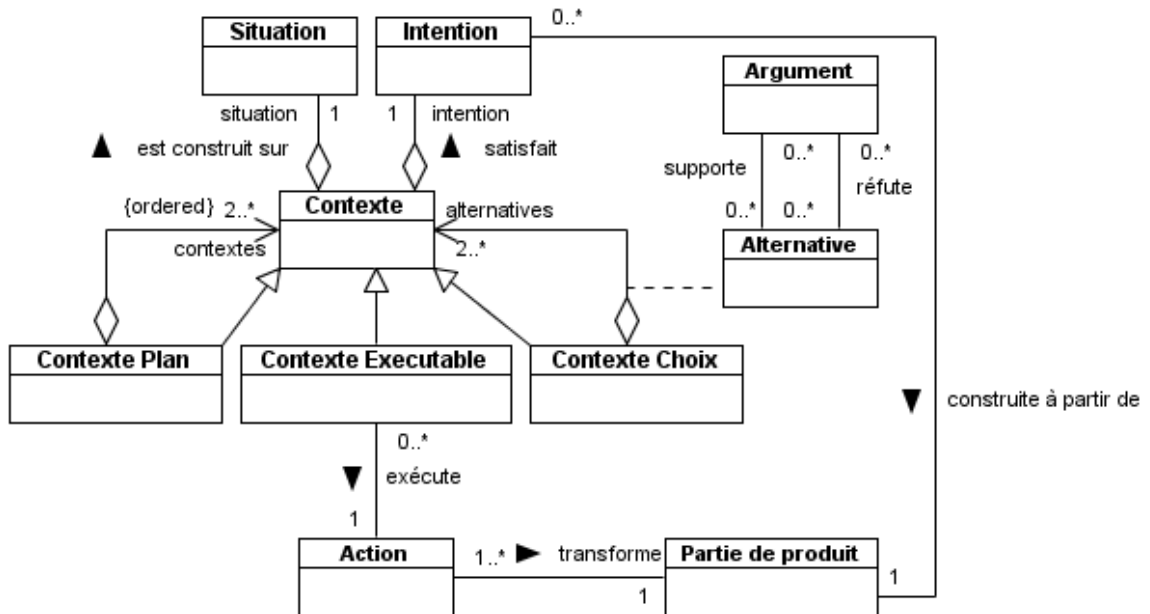 0..*
Situation
Intention
Argument
situation
1
1
intention
est construit sur
satisfait
0..*
0..*
supporte
réfute
{ordered}
2..*
Contexte
alternatives
0..*
0..*
contextes
2..*
Alternative
Contexte Plan
Contexte Executable
Contexte Choix
construite à partir de
0..*
exécute
1
Action
1..*
transforme
Partie de produit
1
1